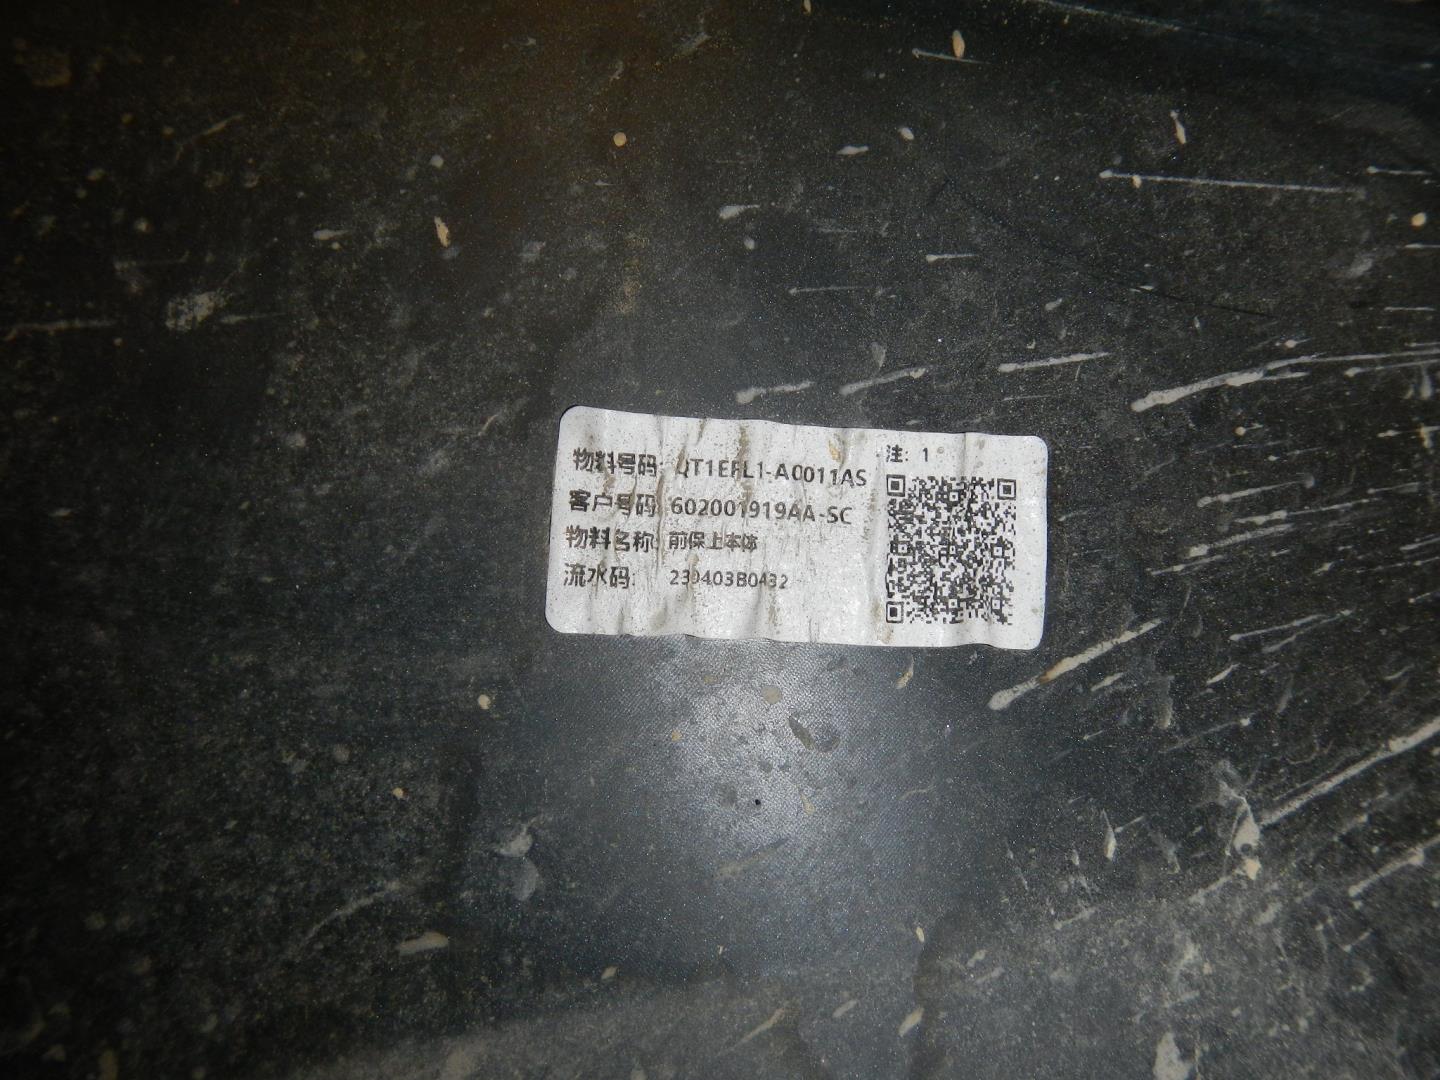 物料号码: QT1EFL1-A0011AS
客户号码: 602001919AA-SC
物料名称: 前保上本体
流水码: 230403B0432
注: 1